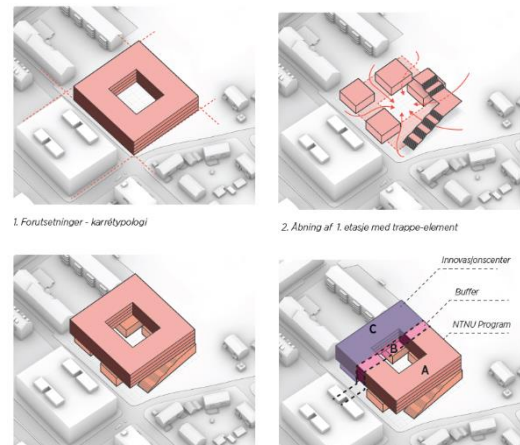 1. Forutsetninger - karrétypologi
2. Åbning af 1. etasje med trappe-element
Innovasjonscenter
Buffer
NTNU Program
C
B
A